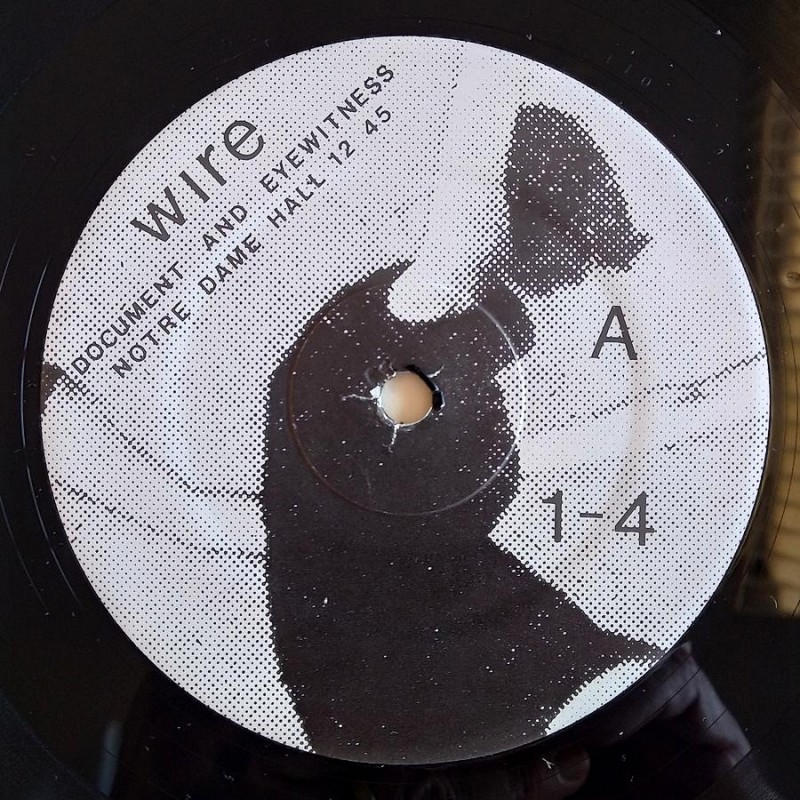 wire
DOCUMENT AND EYEWITNESS
NOTRE DAME HALL 12 45
A
1-4